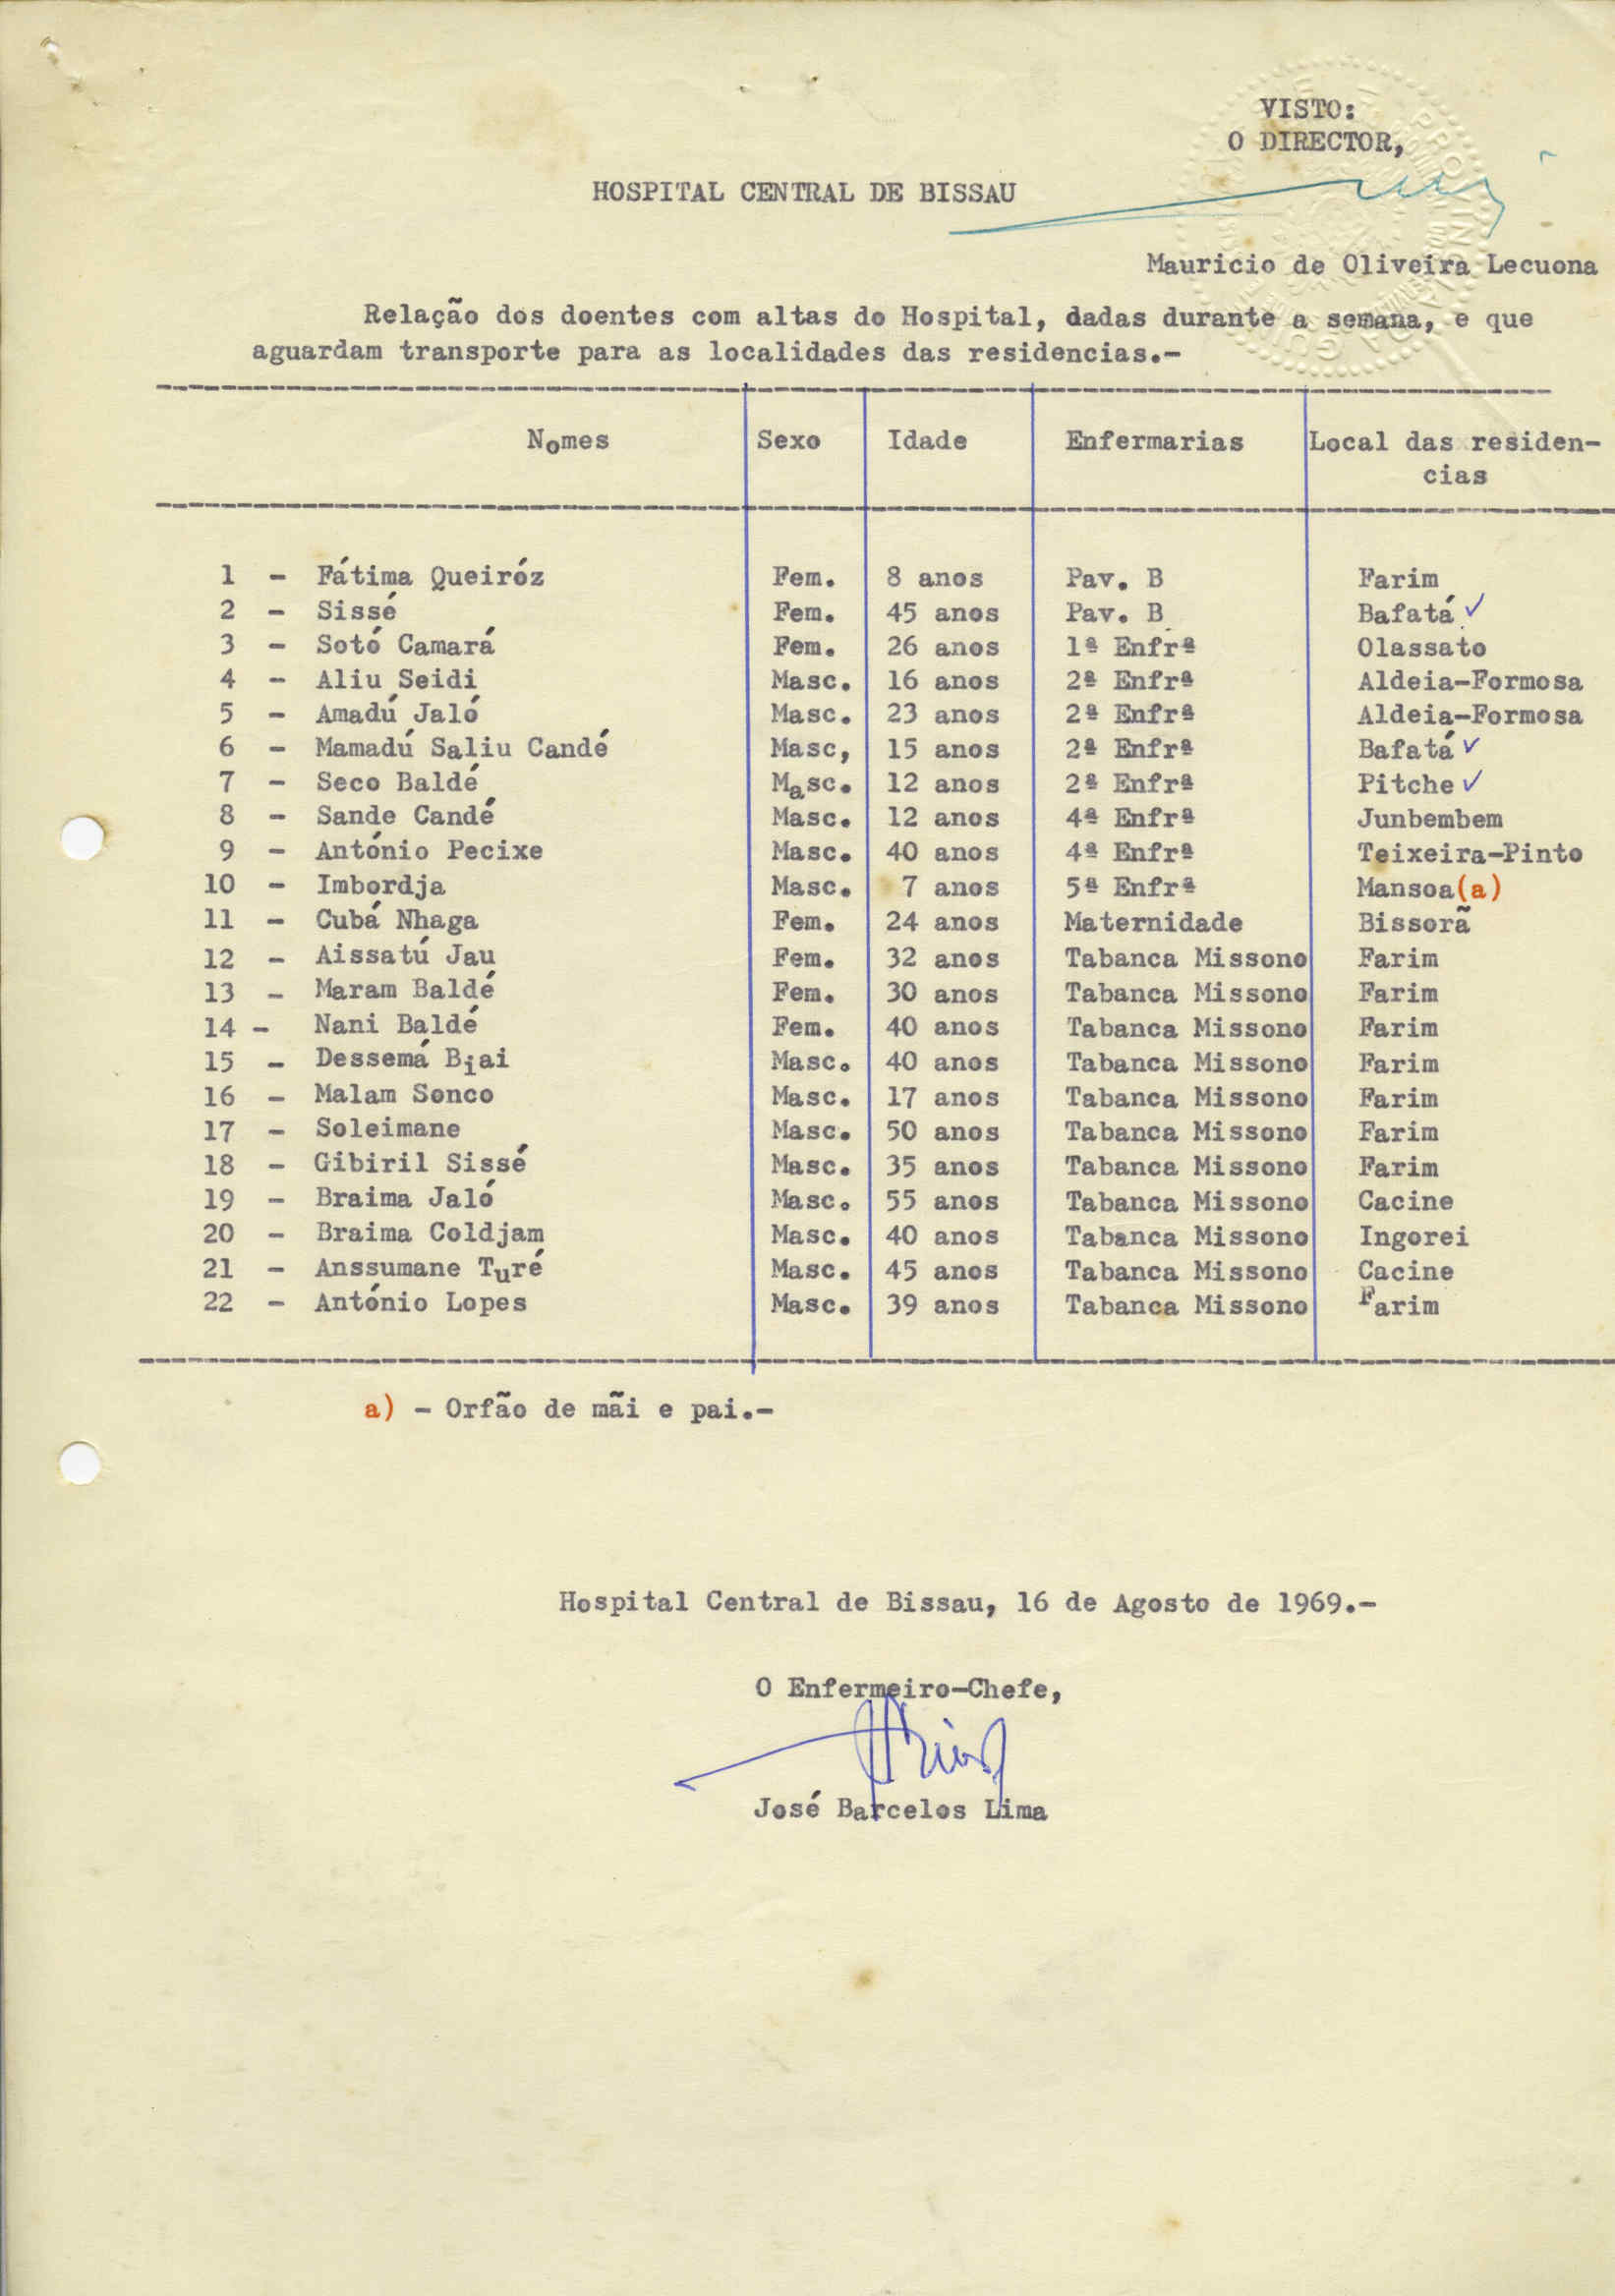 VISTO:
O DIRECTOR,
HOSPITAL CENTRAL DE BISSAU
Mauricio de Oliveira Lecuona
Relação dos doentes com altas do Hospital, dadas durante a semana, e que
aguardam transporte para as localidades das residencias.-
Nomes Sexo Idade Enfermarias Local das residen-
cias
1 - Fátima Queiróz Fem. 8 anos Pav. B Farim
2 - Sissé Fem. 45 anos Pav. B Bafatá ✓
3 - Sotó Camará Fem. 26 anos 1ª Enfrª Olassato
4 - Aliu Seidi Masc. 16 anos 2ª Enfrª Aldeia-Formosa
5 - Amadú Jaló Masc. 23 anos 2ª Enfrª Aldeia-Formosa
6 - Mamadú Saliu Candé Masc, 15 anos 2ª Enfrª Bafatá ✓
7 - Seco Baldé Masc. 12 anos 2ª Enfrª Pitche ✓
8 - Sande Candé Masc. 12 anos 4ª Enfrª Junbembem
9 - António Pecixe Masc. 40 anos 4ª Enfrª Teixeira-Pinto
10 - Imbordja Masc. 7 anos 5ª Enfrª Mansoa(a)
11 - Cubá Nhaga Fem. 24 anos Maternidade Bissorã
12 - Aissatú Jau Fem. 32 anos Tabanca Missono Farim
13 - Maram Baldé Fem. 30 anos Tabanca Missono Farim
14 - Nani Baldé Fem. 40 anos Tabanca Missono Farim
15 - Dessemá Biai Masc. 40 anos Tabanca Missono Farim
16 - Malam Sonco Masc. 17 anos Tabanca Missono Farim
17 - Soleimane Masc. 50 anos Tabanca Missono Farim
18 - Gibiril Sissé Masc. 35 anos Tabanca Missono Farim
19 - Braima Jaló Masc. 55 anos Tabanca Missono Cacine
20 - Braima Coldjam Masc. 40 anos Tabanca Missono Ingorei
21 - Anssumane Turé Masc. 45 anos Tabanca Missono Cacine
22 - António Lopes Masc. 39 anos Tabanca Missono Farim
a) - Orfão de mãi e pai.-
Hospital Central de Bissau, 16 de Agosto de 1969.-
O Enfermeiro-Chefe,
José Barcelos Lima